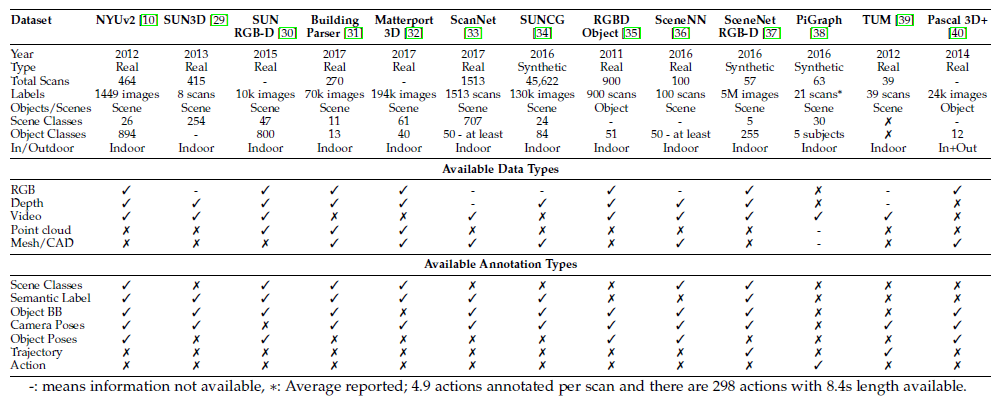 Dataset NYUv2 [10] SUN3D [29] SUN Building Matterport ScanNet SUNCG RGBD SceneNN SceneNet PiGraph TUM [39] Pascal 3D+
RGB-D [30] Parser [31] 3D [32] [33] [34] Object [35] [36] RGB-D [37] [38] [40]
Year 2012 2013 2015 2017 2017 2017 2016 2011 2016 2016 2016 2012 2014
Type Real Real Real Real Real Real Synthetic Real Real Synthetic Synthetic Real Real
Total Scans 464 415 - 270 - 1513 45,622 900 100 57 63 39 -
Labels 1449 images 8 scans 10k images 70k images 194k images 1513 scans 130k images 900 scans 100 scans 5M images 21 scans* 39 scans 24k images
Objects/Scenes Scene Scene Scene Scene Scene Scene Scene Object Scene Scene Scene Scene Object
Scene Classes 26 254 47 11 61 707 24 - - 5 30 ✗ -
Object Classes 894 - 800 13 40 50 - at least 84 51 50 - at least 255 5 subjects ✗ 12
In/Outdoor Indoor Indoor Indoor Indoor Indoor Indoor Indoor Indoor Indoor Indoor Indoor Indoor In+Out
Available Data Types
RGB ✓ - ✓ ✓ ✓ - - ✓ - ✓ ✗ - ✓
Depth ✓ ✓ ✓ ✓ ✓ - ✓ ✓ ✓ ✓ ✗ - ✗
Video ✓ ✓ ✓ ✗ ✗ ✓ ✗ ✓ ✓ ✓ ✓ ✓ ✗
Point cloud ✗ ✗ ✓ ✓ ✓ ✗ ✗ ✗ ✗ ✗ - ✗ ✗
Mesh/CAD ✗ ✗ ✗ ✓ ✓ ✓ ✓ ✗ ✓ ✗ - ✗ ✓
Available Annotation Types
Scene Classes ✓ ✗ ✓ ✓ ✓ ✗ ✗ ✗ ✓ ✓ ✗ ✗ ✗
Semantic Label ✓ ✓ ✓ ✓ ✓ ✓ ✓ ✗ ✗ ✓ ✗ ✗ ✗
Object BB ✓ ✓ ✓ ✓ ✗ ✓ ✓ ✓ ✓ ✓ ✗ ✗ ✓
Camera Poses ✓ ✓ ✗ ✓ ✓ ✓ ✓ ✓ ✓ ✓ ✗ ✓ ✓
Object Poses ✓ ✗ ✓ ✗ ✗ ✗ ✗ ✓ ✓ ✗ ✗ ✗ ✓
Trajectory ✗ ✗ ✗ ✗ ✗ ✗ ✗ ✗ ✗ ✓ ✗ ✓ ✗
Action ✗ ✗ ✗ ✗ ✗ ✗ ✗ ✗ ✗ ✗ ✓ ✗ ✗
-: means information not available, *: Average reported; 4.9 actions annotated per scan and there are 298 actions with 8.4s length available.